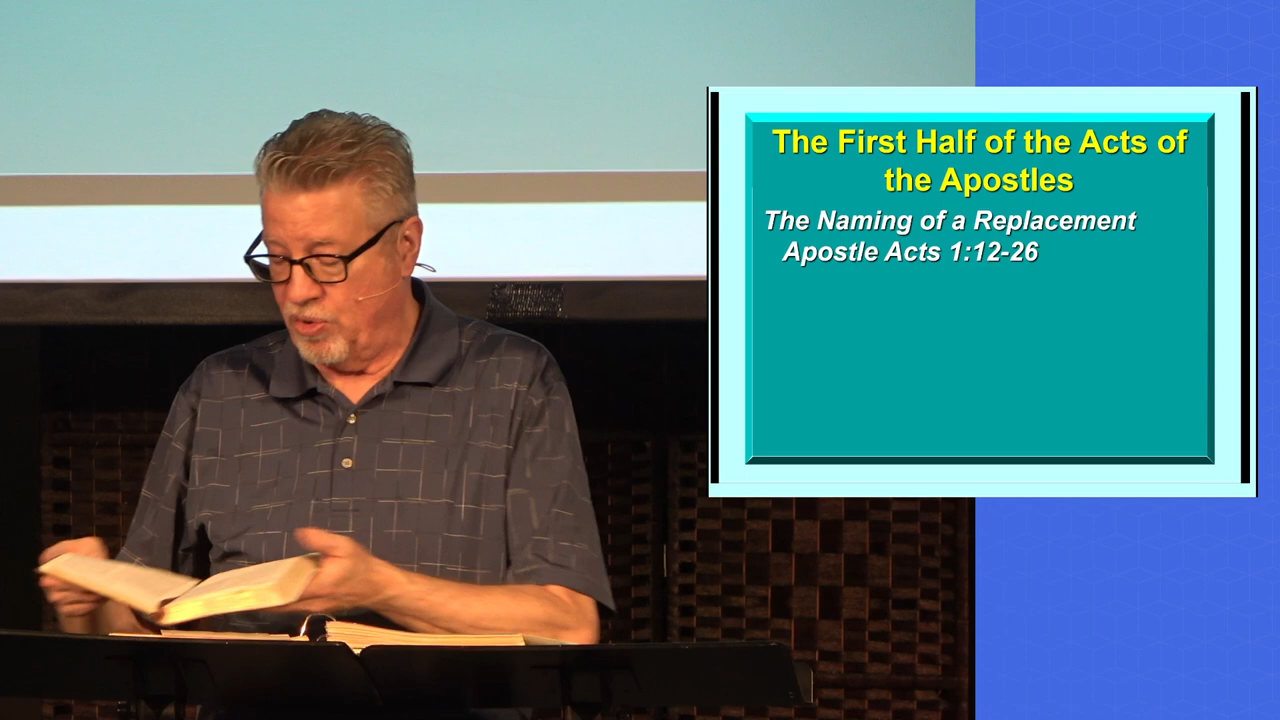 The First Half of the Acts of
the Apostles
The Naming of a Replacement
Apostle Acts 1:12-26